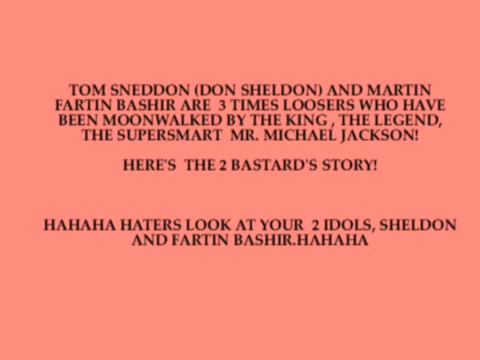 TOM SNEDDON (DON SHELDON) AND MARTIN
FARTIN BASHIR ARE  3 TIMES LOOSERS WHO HAVE
BEEN MOONWALKED BY THE KING , THE LEGEND,
THE SUPERSMART  MR. MICHAEL JACKSON!
HERE'S  THE 2 BASTARD'S STORY!
HAHAHA HATERS LOOK AT YOUR  2 IDOLS, SHELDON
AND FARTIN BASHIR.HAHAHA